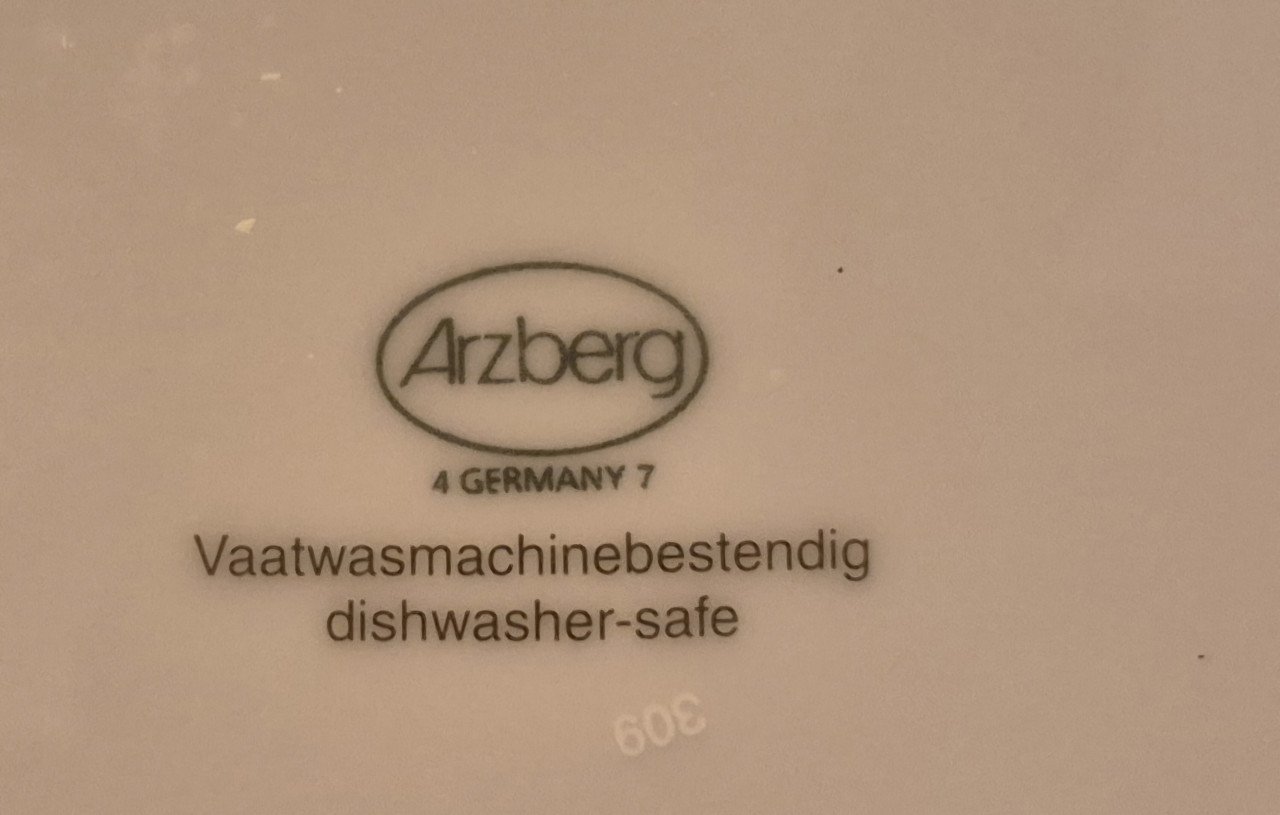 Arzberg
4 GERMANY 7
Vaatwasmachinebestendig
dishwasher-safe
309